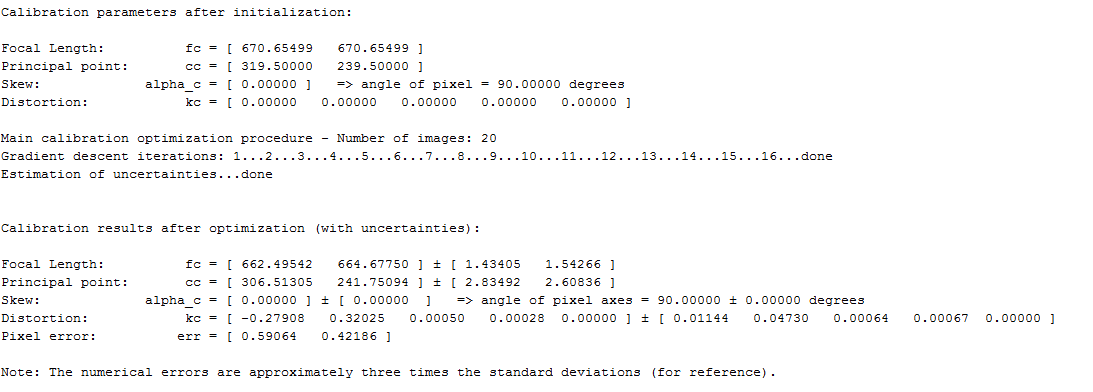 Calibration parameters after initialization:
Focal Length: fc = [ 670.65499 670.65499 ]
Principal point: cc = [ 319.50000 239.50000 ]
Skew: alpha_c = [ 0.00000 ] => angle of pixel = 90.00000 degrees
Distortion: kc = [ 0.00000 0.00000 0.00000 0.00000 0.00000 ]
Main calibration optimization procedure - Number of images: 20
Gradient descent iterations: 1...2...3...4...5...6...7...8...9...10...11...12...13...14...15...16...done
Estimation of uncertainties...done
Calibration results after optimization (with uncertainties):
Focal Length: fc = [ 662.49542 664.67750 ] ± [ 1.43405 1.54266 ]
Principal point: cc = [ 306.51305 241.75094 ] ± [ 2.83492 2.60836 ]
Skew: alpha_c = [ 0.00000 ] ± [ 0.00000 ] => angle of pixel axes = 90.00000 ± 0.00000 degrees
Distortion: kc = [ -0.27908 0.32025 0.00050 0.00028 0.00000 ] ± [ 0.01144 0.04730 0.00064 0.00067 0.00000 ]
Pixel error: err = [ 0.59064 0.42186 ]
Note: The numerical errors are approximately three times the standard deviations (for reference).